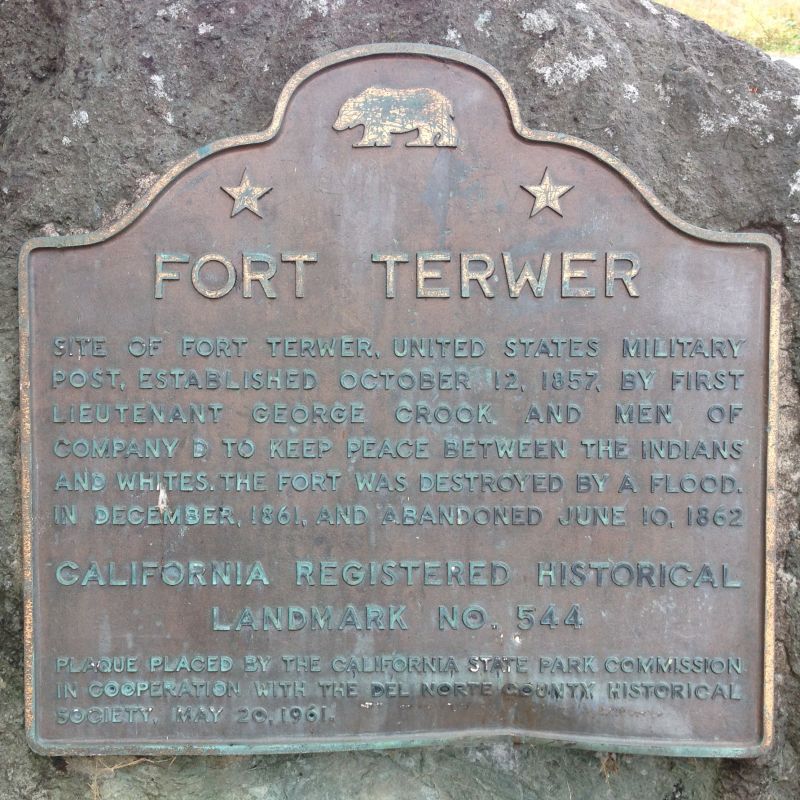 FORT TERWER
SITE OF FORT TERWER, UNITED STATES MILITARY
POST, ESTABLISHED OCTOBER 12, 1857, BY FIRST
LIEUTENANT GEORGE CROOK AND MEN OF
COMPANY D TO KEEP PEACE BETWEEN THE INDIANS
AND WHITES. THE FORT WAS DESTROYED BY A FLOOD,
IN DECEMBER, 1861, AND ABANDONED JUNE 10, 1862
CALIFORNIA REGISTERED HISTORICAL
LANDMARK NO. 544
PLAQUE PLACED BY THE CALIFORNIA STATE PARK COMMISSION
IN COOPERATION WITH THE DEL NORTE COUNTY HISTORICAL
SOCIETY, MAY 20, 1961.